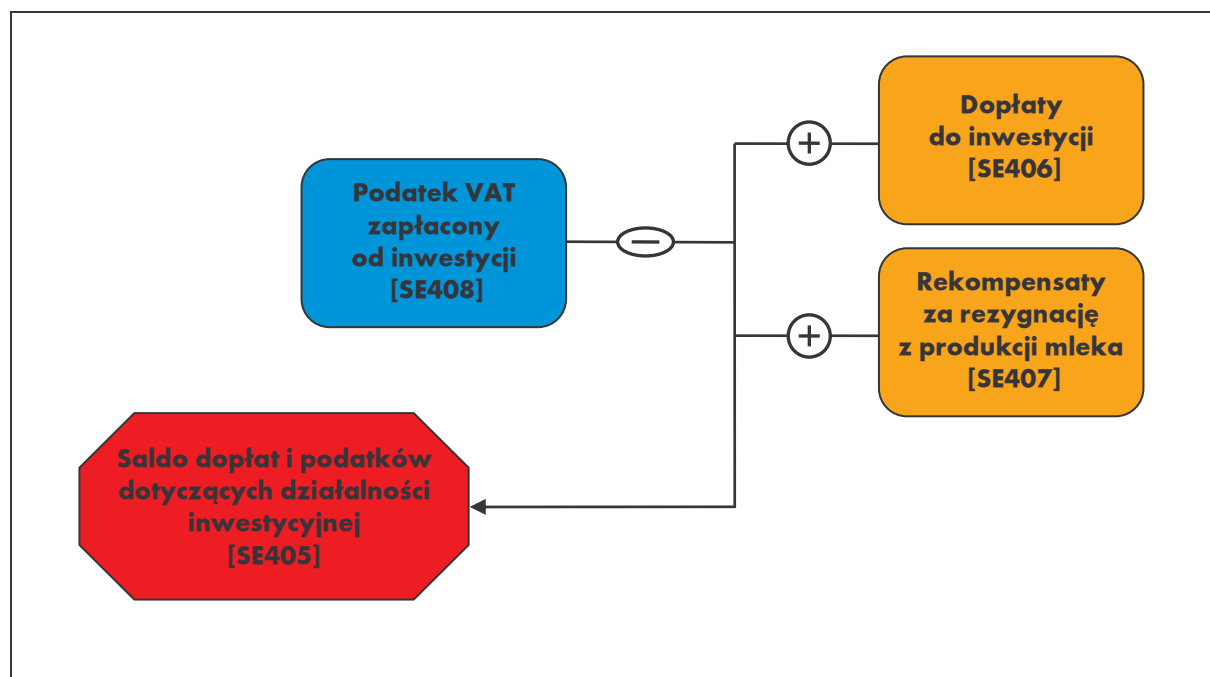 Dopłaty
do inwestycji
[SE406]
Podatek VAT
zapłacony
od inwestycji
[SE408]
Rekompensaty
za rezygnację
z produkcji mleka
[SE407]
Saldo dopłat i podatków
dotyczących działalności
inwestycyjnej
[SE405]